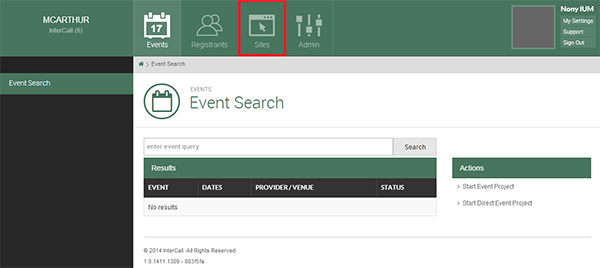 MCARTHUR
InterCall (6)
17
Events
Registrants
Sites
Admin
Nony IUM
My Settings
Support
Sign Out
Event Search
> Event Search
EVENTS
Event Search
enter event query
Search
Results
EVENT DATES PROVIDER / VENUE STATUS
No results
Actions
> Start Event Project
> Start Direct Event Project
© 2014 InterCall. All Rights Reserved.
1.0.1411.1309 - 803f5fa